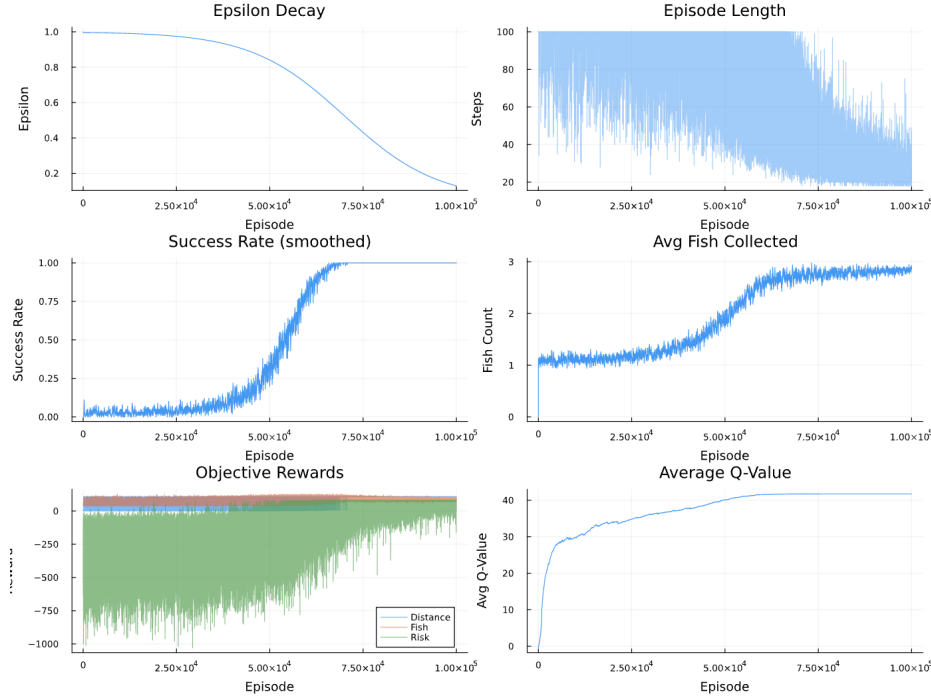 Epsilon Decay
Epsilon
1.0
0.8
0.6
0.4
0.2
0
2.50×10⁴
5.00×10⁴
7.50×10⁴
1.00×10⁵
Episode
Episode Length
Steps
100
80
60
40
20
0
2.50×10⁴
5.00×10⁴
7.50×10⁴
1.00×10⁵
Episode
Success Rate (smoothed)
Success Rate
1.00
0.75
0.50
0.25
0.00
0
2.50×10⁴
5.00×10⁴
7.50×10⁴
1.00×10⁵
Episode
Avg Fish Collected
Fish Count
3
2
1
0
0
2.50×10⁴
5.00×10⁴
7.50×10⁴
1.00×10⁵
Episode
Objective Rewards
0
−250
−500
−750
−1000
Distance
Fish
Risk
0
2.50×10⁴
5.00×10⁴
7.50×10⁴
1.00×10⁵
Episode
Average Q-Value
Avg Q-Value
40
30
20
10
0
0
2.50×10⁴
5.00×10⁴
7.50×10⁴
1.00×10⁵
Episode